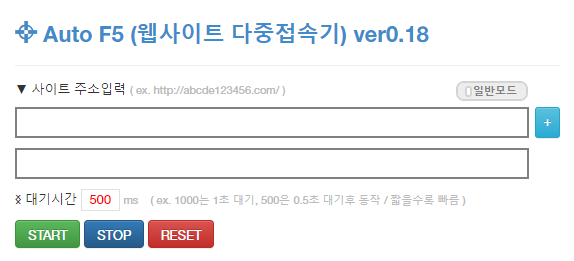 Auto F5 (웹사이트 다중접속기) ver0.18
▼ 사이트 주소입력 ( ex. http://abcde123456.com/ ) 일반모드
+
대기시간 500 ms ( ex. 1000는 1초 대기, 500은 0.5초 대기후 동작 / 짧을수록 빠름 )
START STOP RESET